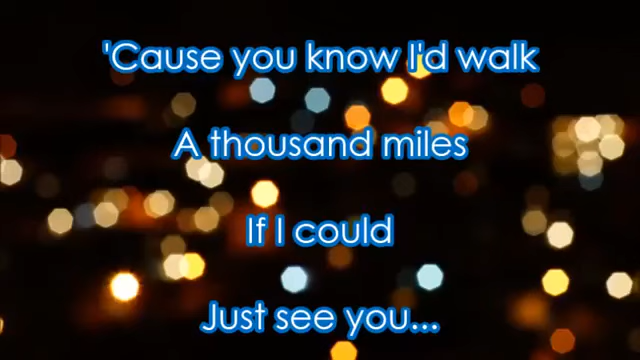 'Cause you know I'd walk
A thousand miles
If I could
Just see you...